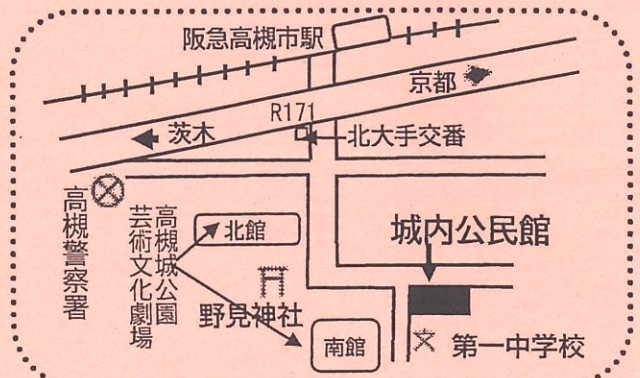 阪急高槻市駅
京都
R171
茨木
北大手交番
高槻警察署
高槻城公園
芸術文化劇場
北館
城内公民館
野見神社
南館
第一中学校